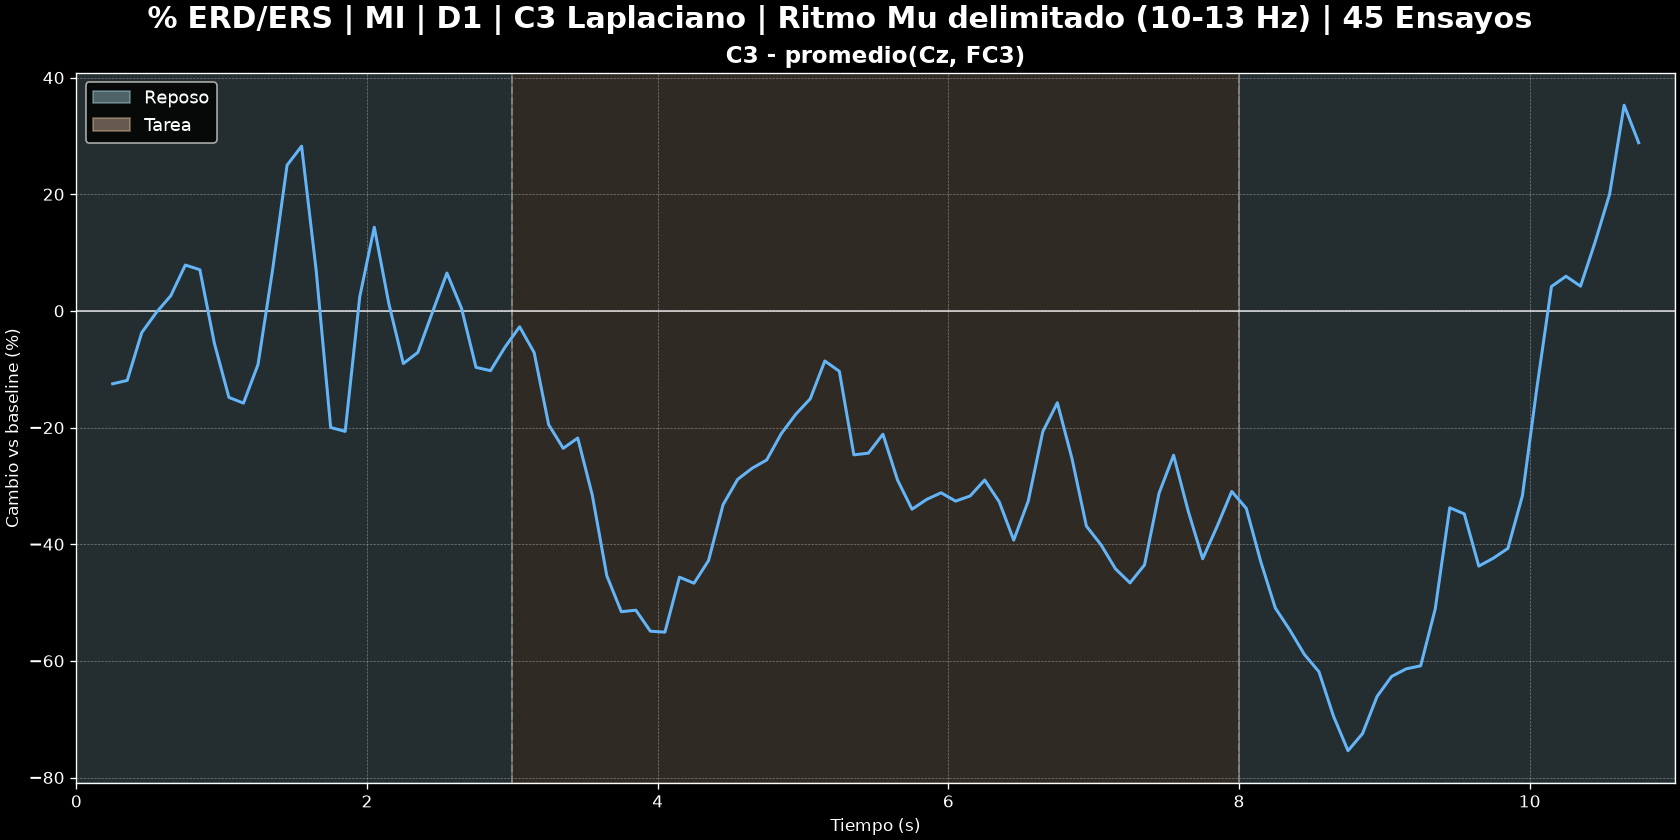 % ERD/ERS | MI | D1 | C3 Laplaciano | Ritmo Mu delimitado (10-13 Hz) | 45 Ensayos
C3 - promedio(Cz, FC3)
Reposo
Tarea
Cambio vs baseline (%)
40
20
0
−20
−40
−60
−80
0 2 4 6 8 10
Tiempo (s)